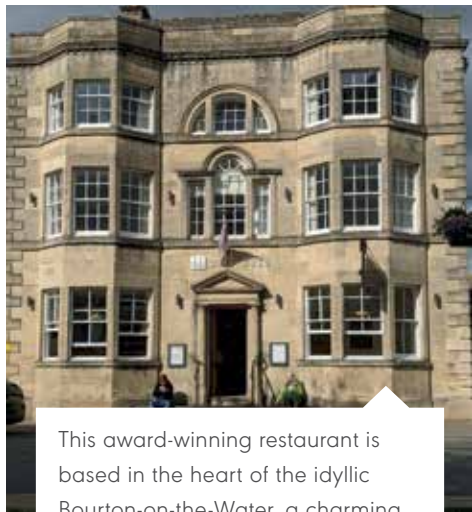 This award-winning restaurant is
based in the heart of the idyllic
Bourton-on-the-Water, a charming